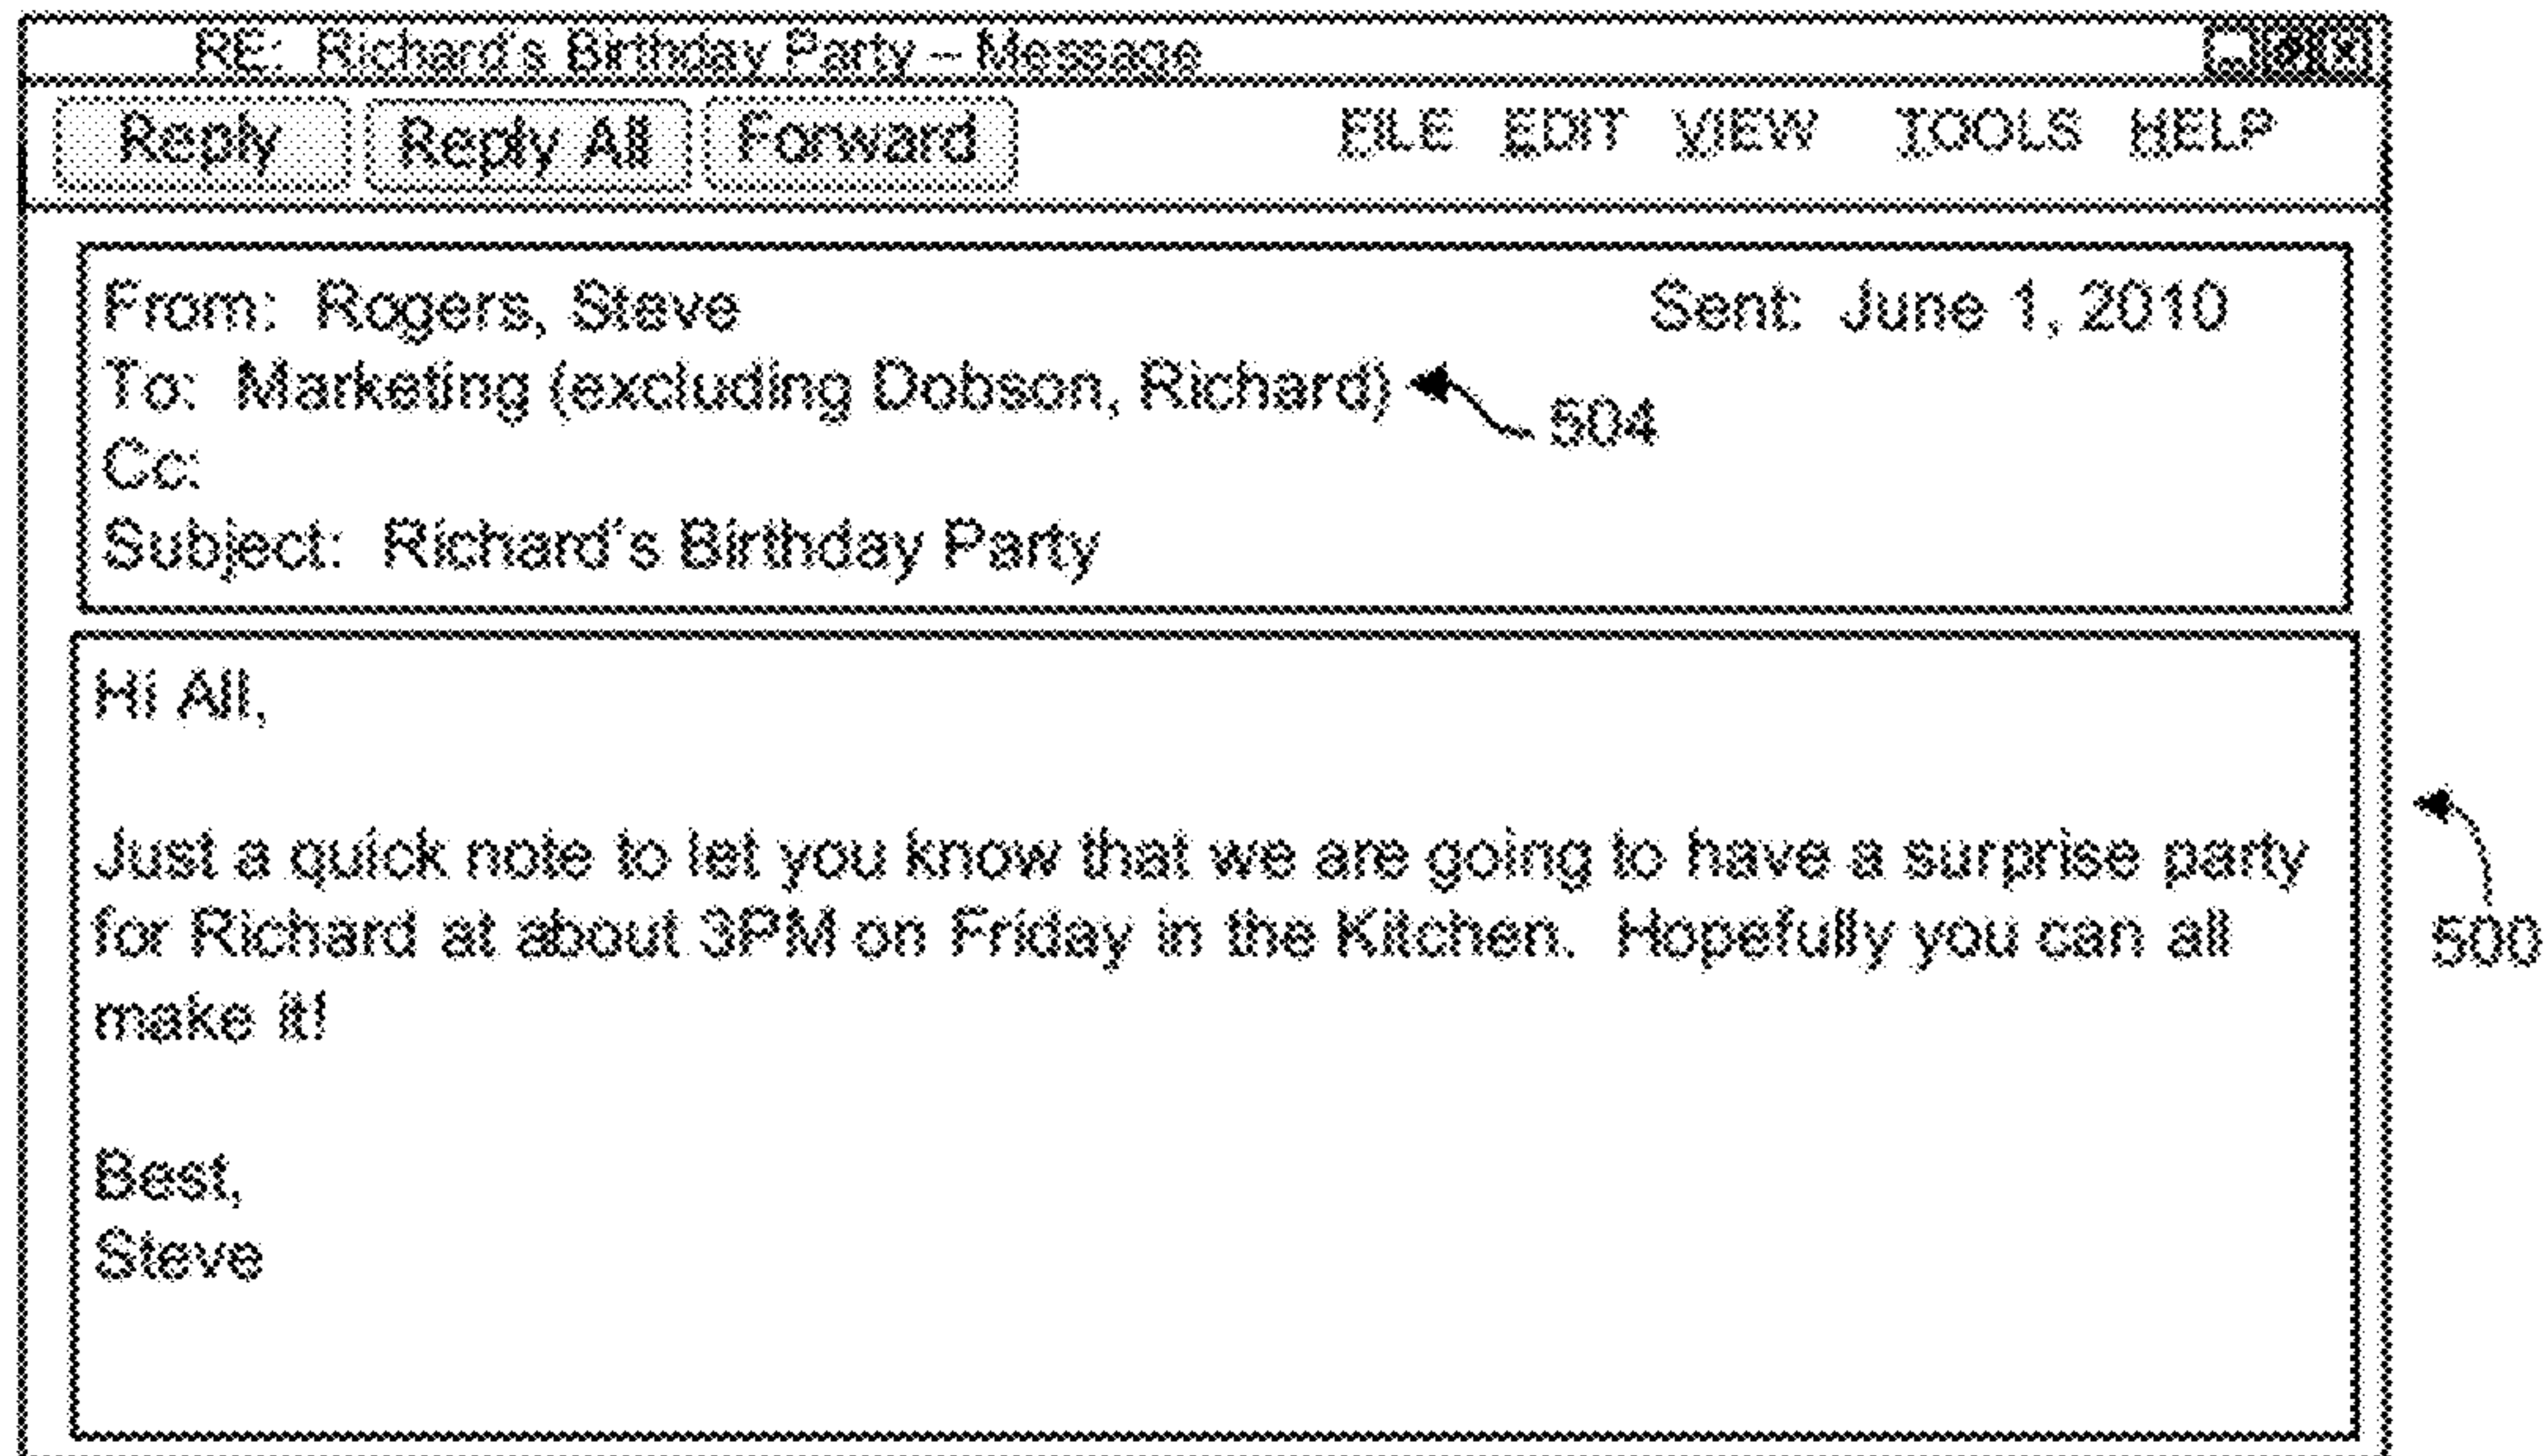 RE: Richard's Birthday Party – Message
Reply Reply All Forward FILE EDIT VIEW TOOLS HELP
From: Rogers, Steve Sent: June 1, 2010
To: Marketing (excluding Dobson, Richard)
504
Cc:
Subject: Richard's Birthday Party
Hi All,
Just a quick note to let you know that we are going to have a surprise party
for Richard at about 3PM on Friday in the Kitchen. Hopefully you can all
make it!
500
Best,
Steve